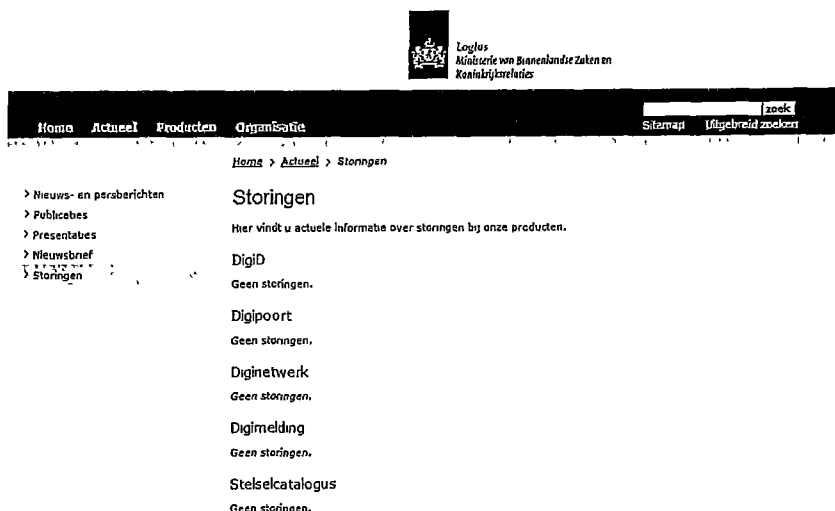 Logius
Ministerie van Binnenlandse Zaken en
Koninkrijksrelaties
zoek
Home Actueel Producten Organisatie
Sitemap Uitgebreid zoeken
Home > Actueel > Storingen
> Nieuws- en persberichten
> Publicaties
> Presentaties
> Nieuwsbrief
> Storingen
Storingen
Hier vindt u actuele informatie over storingen bij onze producten.
DigiD
Geen storingen.
Digipoort
Geen storingen.
Diginetwerk
Geen storingen.
Digimelding
Geen storingen.
Stelselcatalogus
Geen storingen.